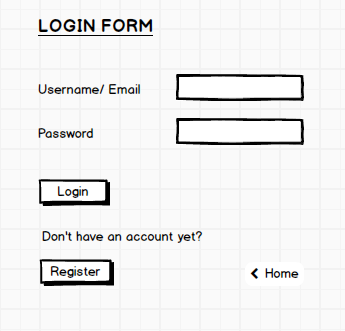 LOGIN FORM
Username/ Email
Password
Login
Don't have an account yet?
Register
Home